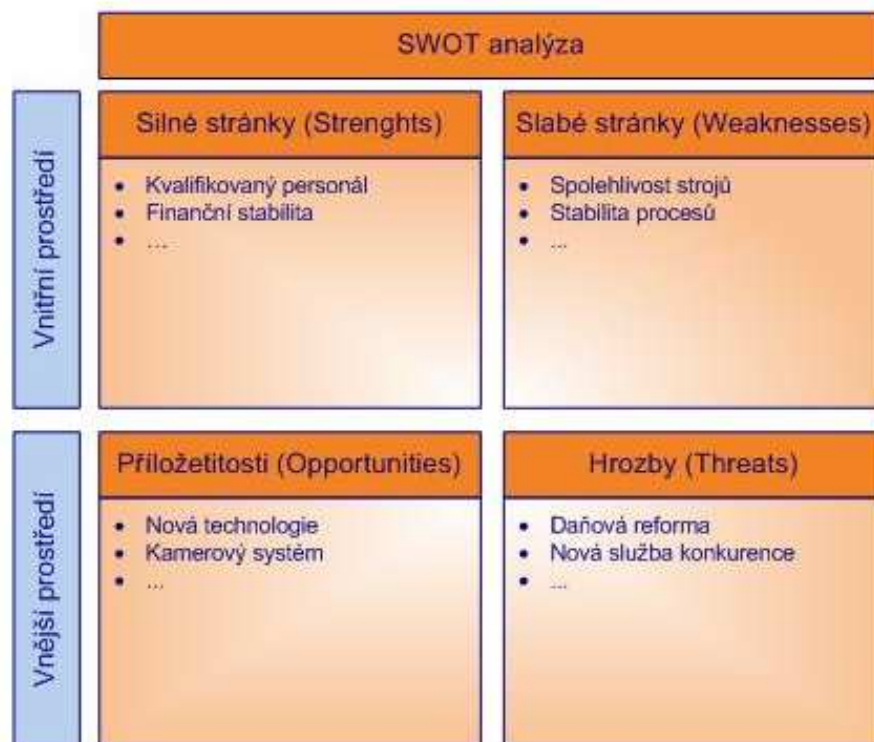 SWOT analýza
Vnitřní prostředí
Silné stránky (Strenghts)
• Kvalifikovaný personál
• Finanční stabilita
• ...
Slabé stránky (Weaknesses)
• Spolehlivost strojů
• Stabilita procesů
• ...
Vnější prostředí
Příložetitosti (Opportunities)
• Nová technologie
• Kamerový systém
• ...
Hrozby (Threats)
• Daňová reforma
• Nová služba konkurence
• ...